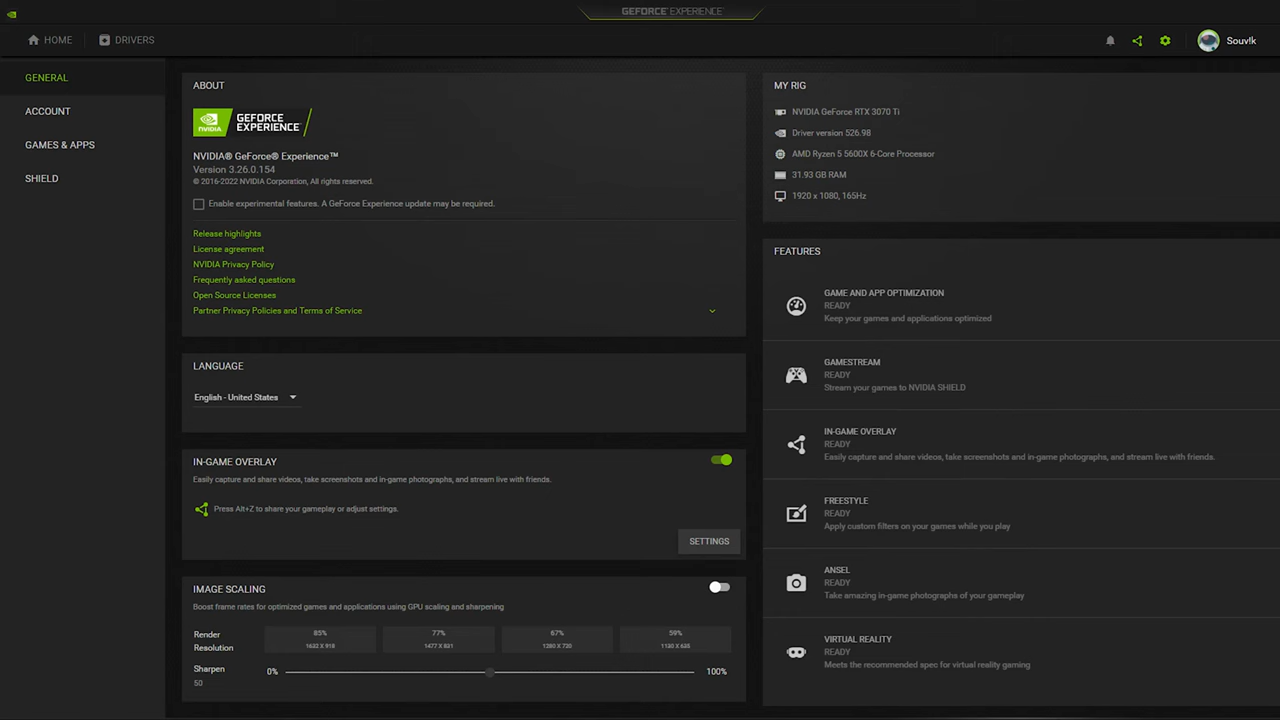 GEFORCE EXPERIENCE
HOME
DRIVERS
Souv!k
GENERAL
ACCOUNT
GAMES & APPS
SHIELD
ABOUT
NVIDIA
GEFORCE
EXPERIENCE
NVIDIA® GeForce® Experience™
Version 3.26.0.154
© 2016-2022 NVIDIA Corporation, All rights reserved.
Enable experimental features. A GeForce Experience update may be required.
Release highlights
License agreement
NVIDIA Privacy Policy
Frequently asked questions
Open Source Licenses
Partner Privacy Policies and Terms of Service
LANGUAGE
English - United States
IN-GAME OVERLAY
Easily capture and share videos, take screenshots and in-game photographs, and stream live with friends.
Press Alt+Z to share your gameplay or adjust settings.
SETTINGS
IMAGE SCALING
Boost frame rates for optimized games and applications using GPU scaling and sharpening
Render
Resolution
85%
1632 X 918
77%
1477 X 831
67%
1280 X 720
59%
1130 X 635
Sharpen
50
0%
100%
MY RIG
NVIDIA GeForce RTX 3070 Ti
Driver version 526.98
AMD Ryzen 5 5600X 6-Core Processor
31.93 GB RAM
1920 x 1080, 165Hz
FEATURES
GAME AND APP OPTIMIZATION
READY
Keep your games and applications optimized
GAMESTREAM
READY
Stream your games to NVIDIA SHIELD
IN-GAME OVERLAY
READY
Easily capture and share videos, take screenshots and in-game photographs, and stream live with friends.
FREESTYLE
READY
Apply custom filters on your games while you play
ANSEL
READY
Take amazing in-game photographs of your gameplay
VIRTUAL REALITY
READY
Meets the recommended spec for virtual reality gaming